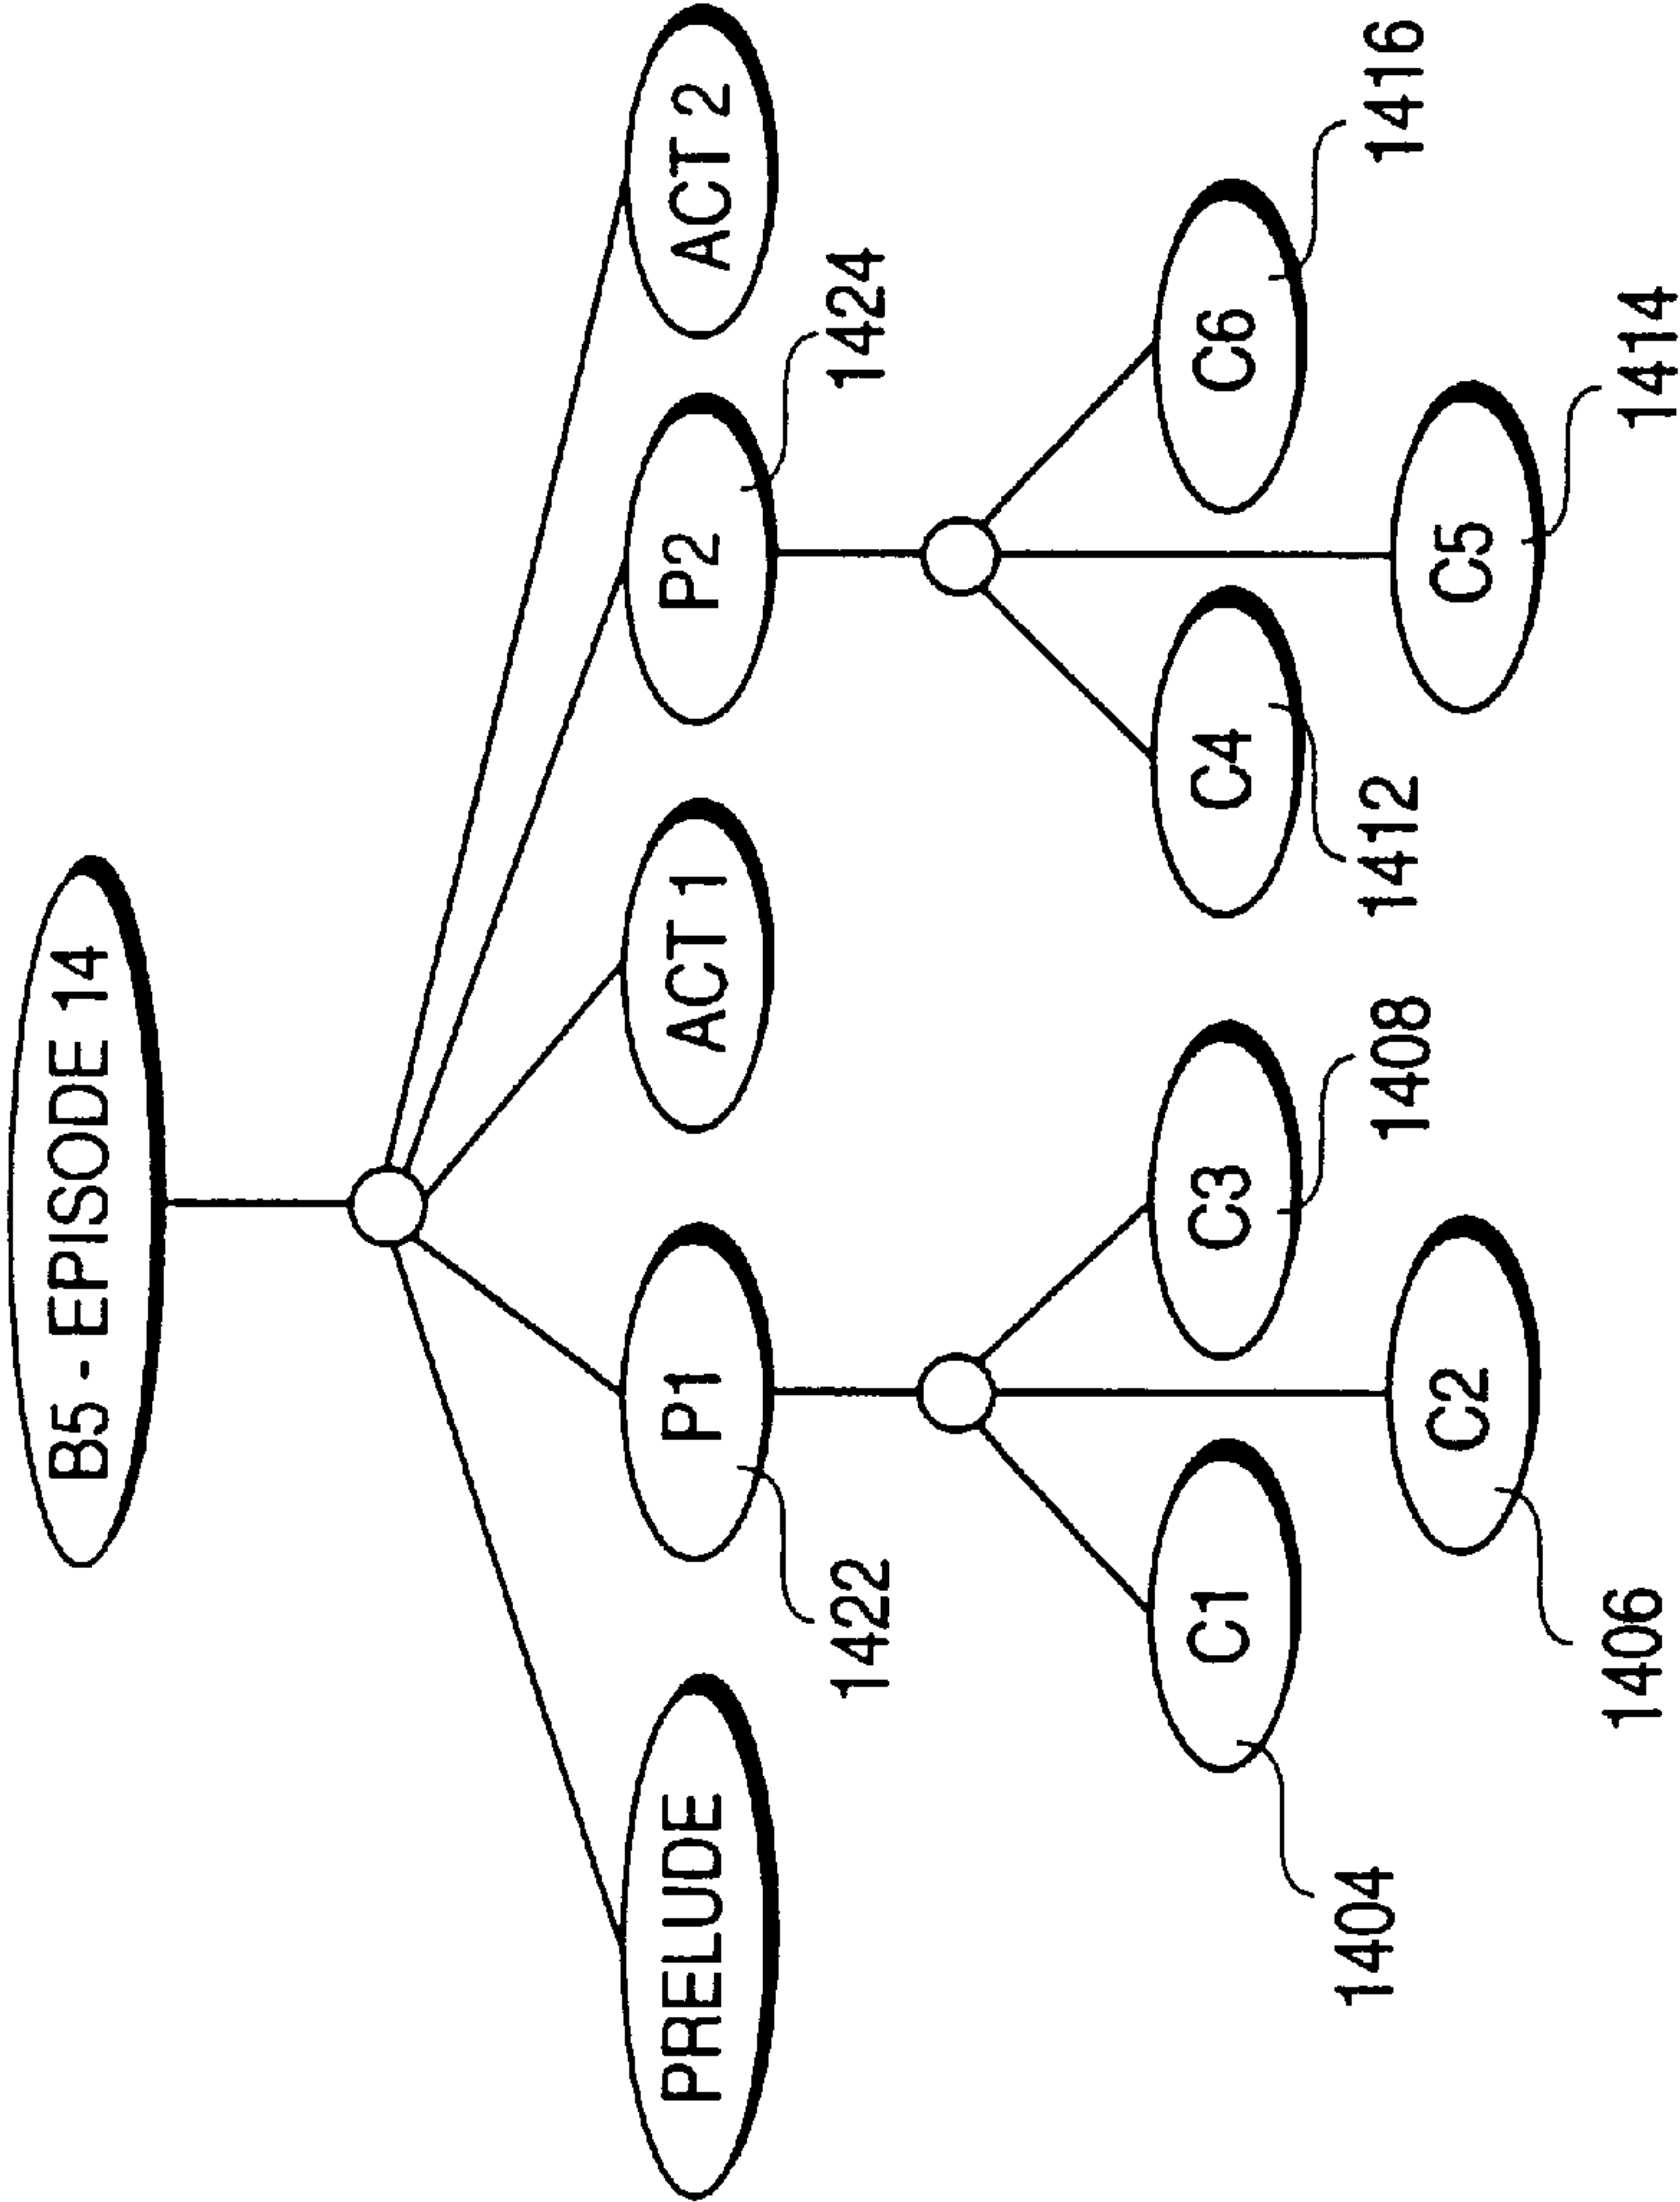 B5 - EPISODE 14
PRELUDE
P1
ACT 1
P2
ACT 2
1422
1424
C1
C3
C4
C6
1404
1408
1412
1416
C2
C5
1406
1414